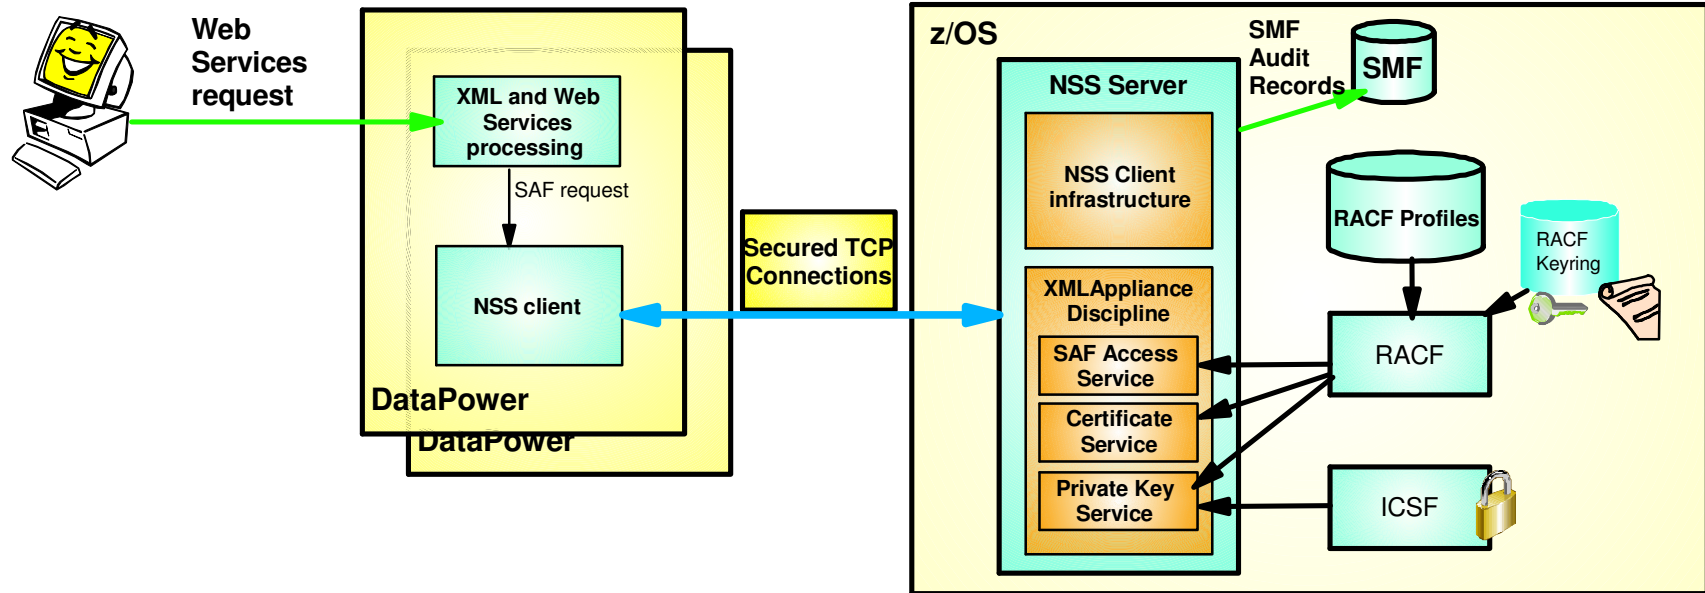 Web
Services
request
XML and Web
Services
processing
SAF request
NSS client
DataPower
DataPower
Secured TCP
Connections
z/OS
NSS Server
NSS Client
infrastructure
XMLAppliance
Discipline
SAF Access
Service
Certificate
Service
Private Key
Service
SMF
Audit
Records
SMF
RACF Profiles
RACF
Keyring
RACF
ICSF